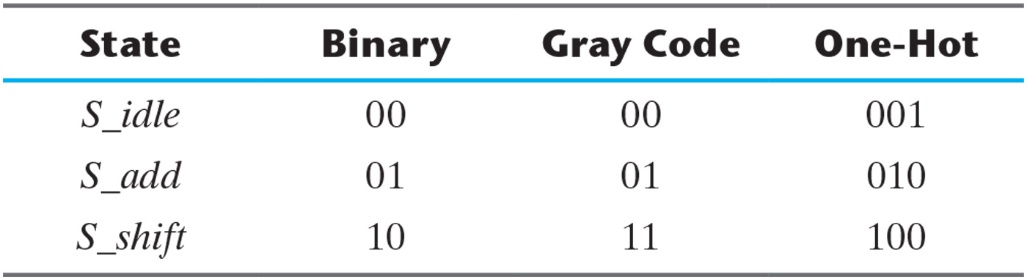 State Binary Gray Code One-Hot
S_idle 00 00 001
S_add 01 01 010
S_shift 10 11 100